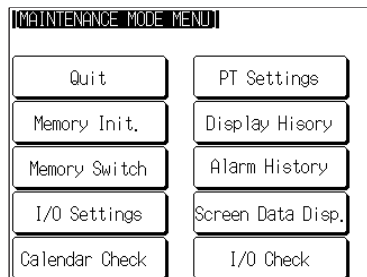 [MAINTENANCE MODE MENU]
Quit PT Settings
Memory Init. Display Hisory
Memory Switch Alarm History
I/O Settings Screen Data Disp.
Calendar Check I/O Check